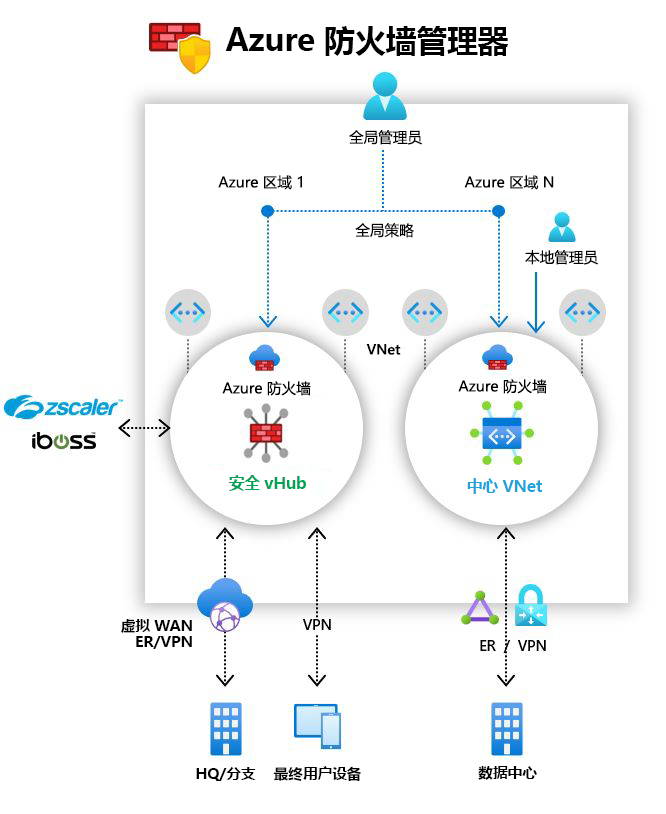 Azure 防火墙管理器
全局管理员
Azure 区域 1
Azure 区域 N
全局策略
本地管理员
VNet
Azure 防火墙
Azure 防火墙
zscaler™
iboss
安全 vHub
中心 VNet
虚拟 WAN
ER/VPN
VPN
ER / VPN
HQ/分支
最终用户设备
数据中心